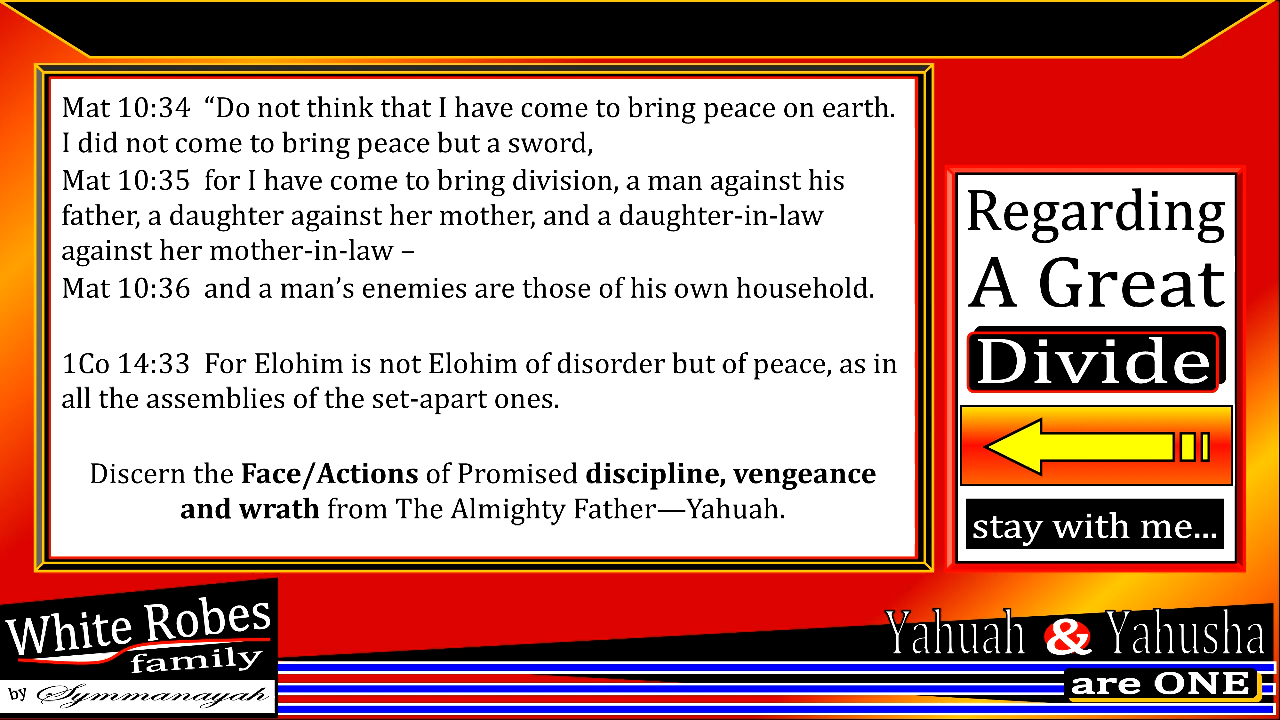 Mat 10:34  “Do not think that I have come to bring peace on earth.
I did not come to bring peace but a sword,
Mat 10:35  for I have come to bring division, a man against his
father, a daughter against her mother, and a daughter-in-law
against her mother-in-law –
Mat 10:36  and a man’s enemies are those of his own household.
1Co 14:33  For Elohim is not Elohim of disorder but of peace, as in
all the assemblies of the set-apart ones.
Discern the Face/Actions of Promised discipline, vengeance
and wrath from The Almighty Father—Yahuah.
Regarding
A Great
Divide
stay with me...
White Robes
family
by Symmanayah
Yahuah & Yahusha
are ONE